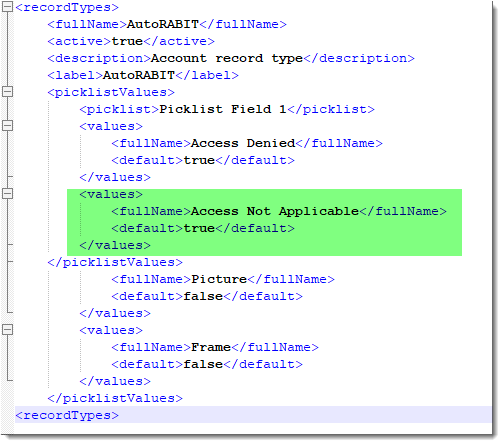 <recordTypes>
<fullName>AutoRABIT</fullName>
<active>true</active>
<description>Account record type</description>
<label>AutoRABIT</label>
<picklistValues>
<picklist>Picklist Field 1</picklist>
<values>
<fullName>Access Denied</fullName>
<default>true</default>
</values>
<values>
<fullName>Access Not Applicable</fullName>
<default>true</default>
</values>
</picklistValues>
<fullName>Picture</fullName>
<default>false</default>
</values>
<values>
<fullName>Frame</fullName>
<default>false</default>
</values>
</picklistValues>
<recordTypes>